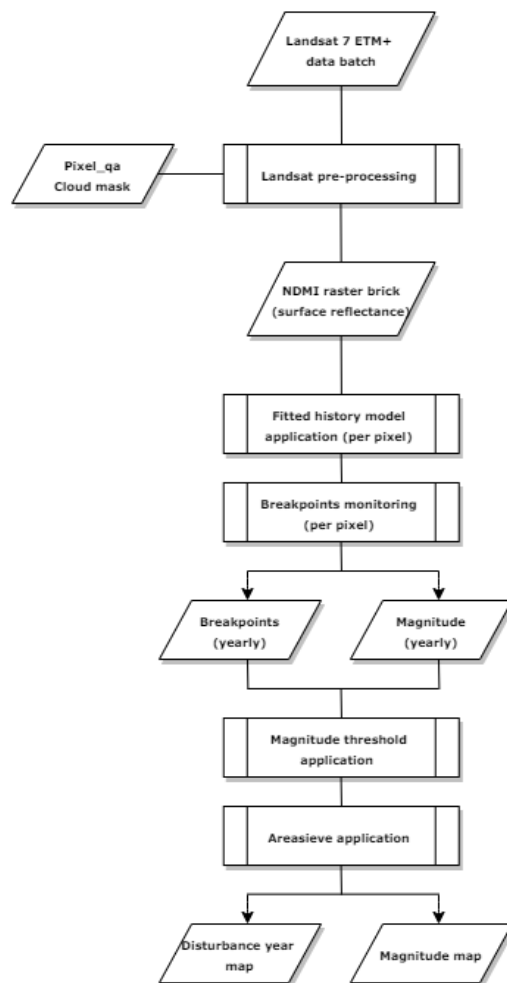 Landsat 7 ETM+
data batch
Pixel_qa
Cloud mask
Landsat pre-processing
NDMI raster brick
(surface reflectance)
Fitted history model
application (per pixel)
Breakpoints monitoring
(per pixel)
Breakpoints
(yearly)
Magnitude
(yearly)
Magnitude threshold
application
Areasieve application
Disturbance year
map
Magnitude map